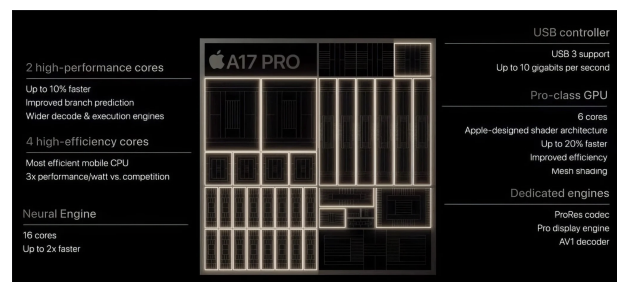 2 high-performance cores
Up to 10% faster
Improved branch prediction
Wider decode & execution engines
4 high-efficiency cores
Most efficient mobile CPU
3x performance/watt vs. competition
Neural Engine
16 cores
Up to 2x faster
A17 PRO
USB controller
USB 3 support
Up to 10 gigabits per second
Pro-class GPU
6 cores
Apple-designed shader architecture
Up to 20% faster
Improved efficiency
Mesh shading
Dedicated engines
ProRes codec
Pro display engine
AV1 decoder